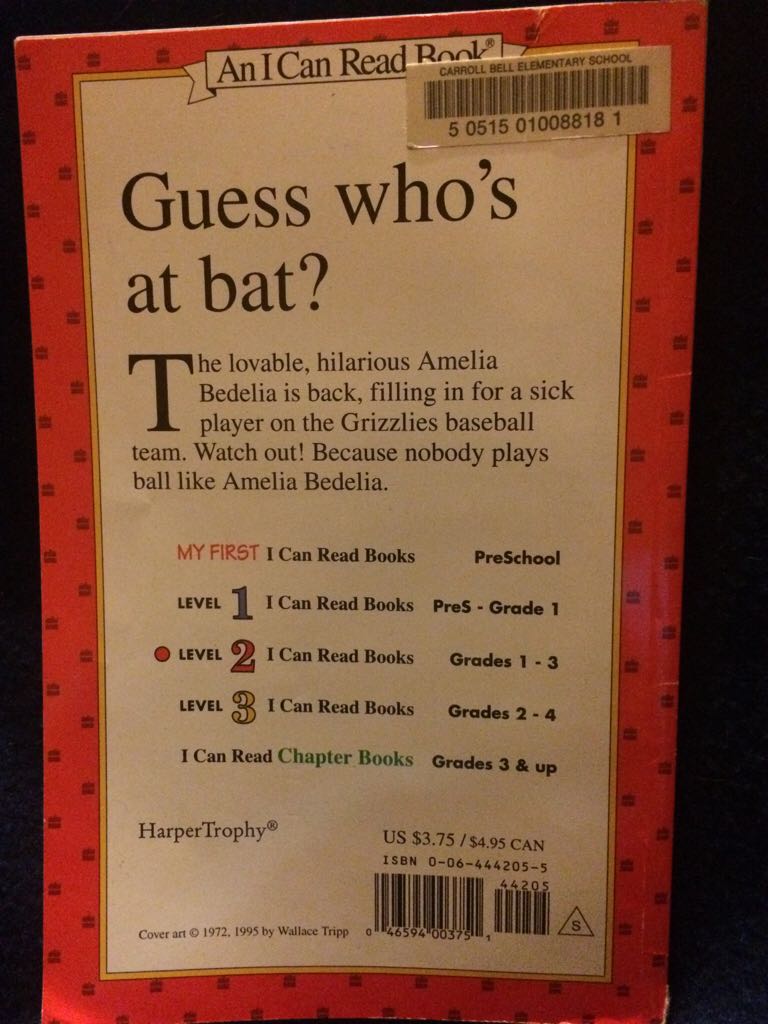 An I Can Read Book®
CARROLL BELL ELEMENTARY SCHOOL
5 0515 01008818 1
Guess who's
at bat?
The lovable, hilarious Amelia
Bedelia is back, filling in for a sick
player on the Grizzlies baseball
team. Watch out! Because nobody plays
ball like Amelia Bedelia.
MY FIRST I Can Read Books PreSchool
LEVEL 1 I Can Read Books PreS - Grade 1
LEVEL 2 I Can Read Books Grades 1 - 3
LEVEL 3 I Can Read Books Grades 2 - 4
I Can Read Chapter Books Grades 3 & up
HarperTrophy®
US $3.75 / $4.95 CAN
ISBN 0-06-444205-5
44205
0 46594 00375 1
S
Cover art © 1972, 1995 by Wallace Tripp